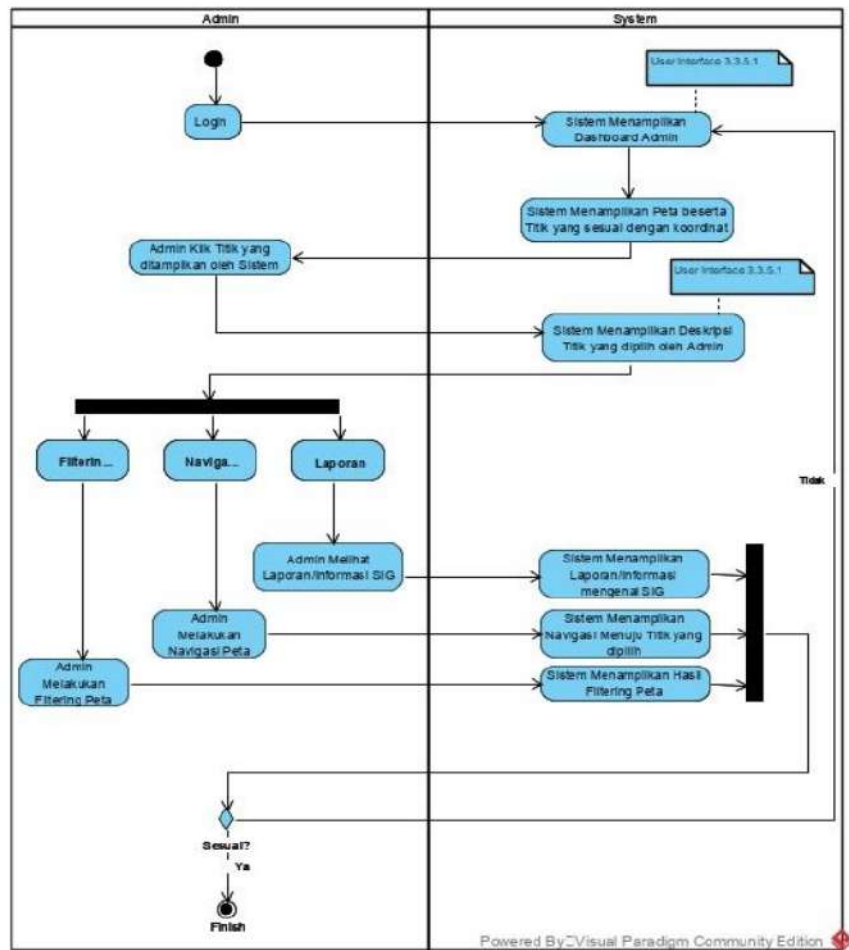 Admin
System
User Interface 3.3.5.1
Login
Sistem Menampilkan
Dashboard Admin
Sistem Menampilkan Peta beserta
Titik yang sesuai dengan koordinat
Admin Klik Titik yang
ditampilkan oleh Sistem
User Interface 3.3.5.1
Sistem Menampilkan Deskripsi
Titik yang dipilih oleh Admin
Filterin...
Naviga...
Laporan
Tidak
Admin Melihat
Laporan/Informasi SIG
Sistem Menampilkan
Laporan/Informasi
mengenai SIG
Admin
Melakukan
Navigasi Peta
Sistem Menampilkan
Navigasi Menuju Titik yang
dipilih
Admin
Melakukan
Filtering Peta
Sistem Menampilkan Hasil
Filtering Peta
Sesuai?
Ya
Finish
Powered By Visual Paradigm Community Edition